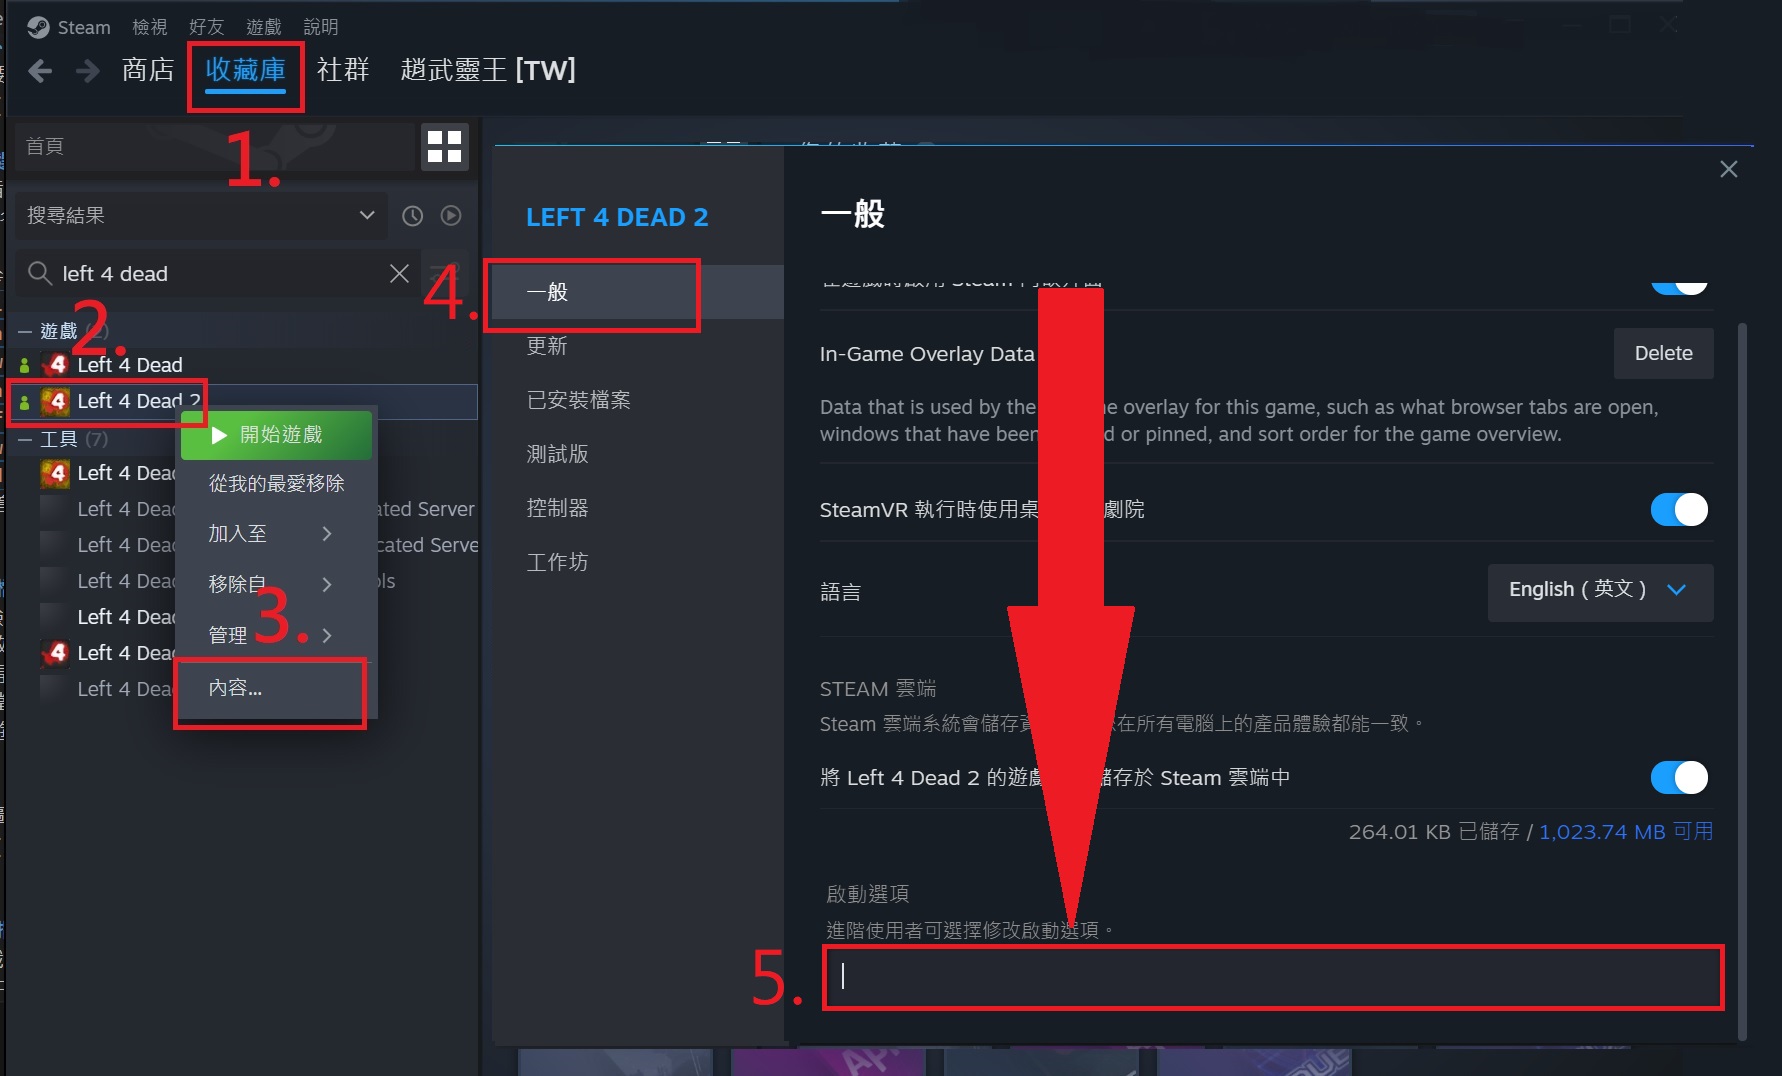 Steam 檢視 好友 遊戲 說明
商店 收藏庫 社群 趙武靈王 [TW]
1.
首頁
搜尋結果
left 4 dead
2.
遊戲
Left 4 Dead
Left 4 Dead 2
工具 (7)
Left 4 Dead
Left 4 Dead
ated Server
Left 4 Dead
cated Serve
Left 4 Dead
ols
Left 4 Dead
Left 4 Dead
Left 4 Dead
開始遊戲
從我的最愛移除
加入至
移除自
3.
管理
內容...
LEFT 4 DEAD 2
4.
一般
更新
已安裝檔案
測試版
控制器
工作坊
一般
In-Game Overlay Data
Delete
Data that is used by the overlay for this game, such as what browser tabs are open,
windows that have been or pinned, and sort order for the game overview.
SteamVR 執行時使用桌 劇院
語言
English ( 英文 )
STEAM 雲端
Steam 雲端系統會儲存資 在所有電腦上的產品體驗都能一致。
將 Left 4 Dead 2 的遊戲 儲存於 Steam 雲端中
264.01 KB 已儲存 / 1,023.74 MB 可用
啟動選項
進階使用者可選擇修改啟動選項。
5.